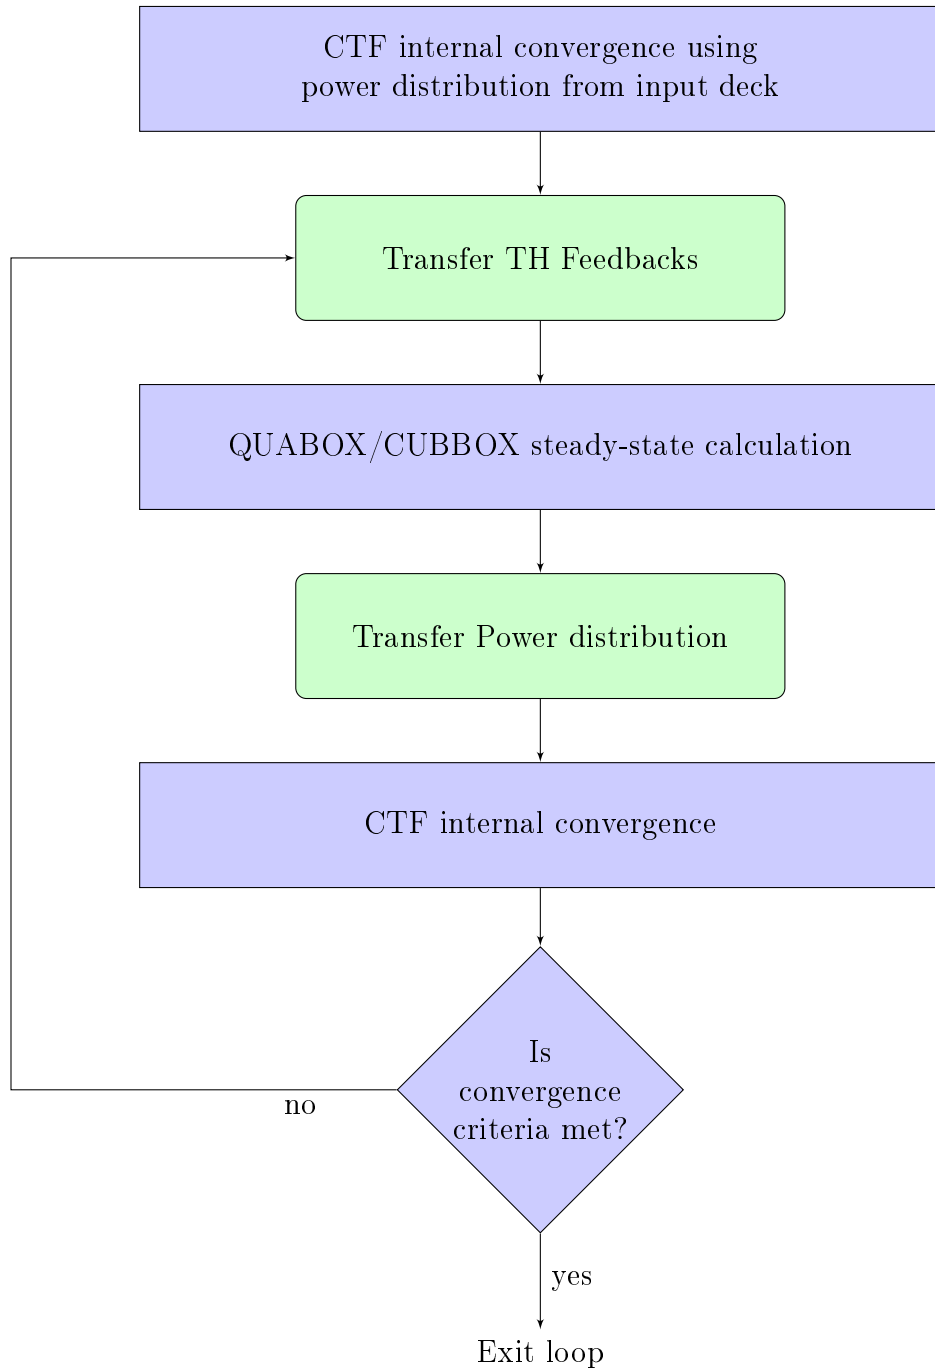 CTF internal convergence using
power distribution from input deck
Transfer TH Feedbacks
QUABOX/CUBBOX steady-state calculation
Transfer Power distribution
CTF internal convergence
Is
convergence
criteria met?
no
yes
Exit loop